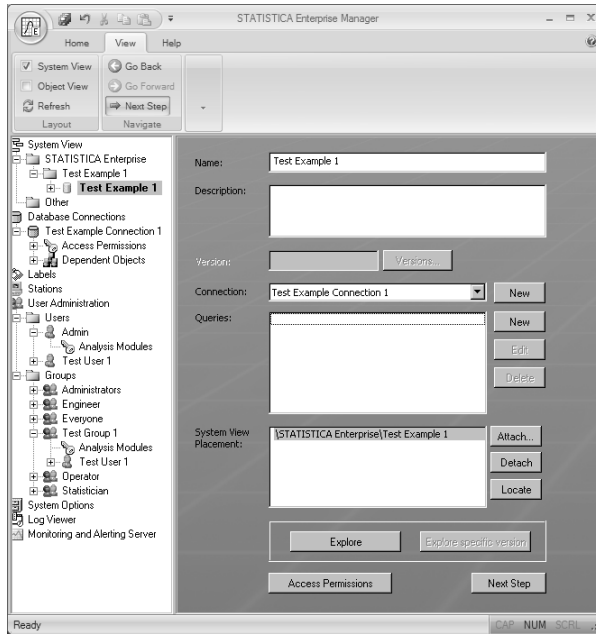 STATISTICA Enterprise Manager
Home View Help
System View
Object View
Refresh
Layout
Go Back
Go Forward
Next Step
Navigate
System View
STATISTICA Enterprise
Test Example 1
Test Example 1
Other
Database Connections
Test Example Connection 1
Access Permissions
Dependent Objects
Labels
Stations
User Administration
Users
Admin
Analysis Modules
Test User 1
Groups
Administrators
Engineer
Everyone
Test Group 1
Analysis Modules
Test User 1
Operator
Statistician
System Options
Log Viewer
Monitoring and Alerting Server
Name: Test Example 1
Description:
Version: Versions...
Connection: Test Example Connection 1 New
Queries: New
Edit
Delete
System View
Placement:
\STATISTICA Enterprise\Test Example 1
Attach...
Detach
Locate
Explore Explore specific version
Access Permissions Next Step
Ready CAP NUM SCRL